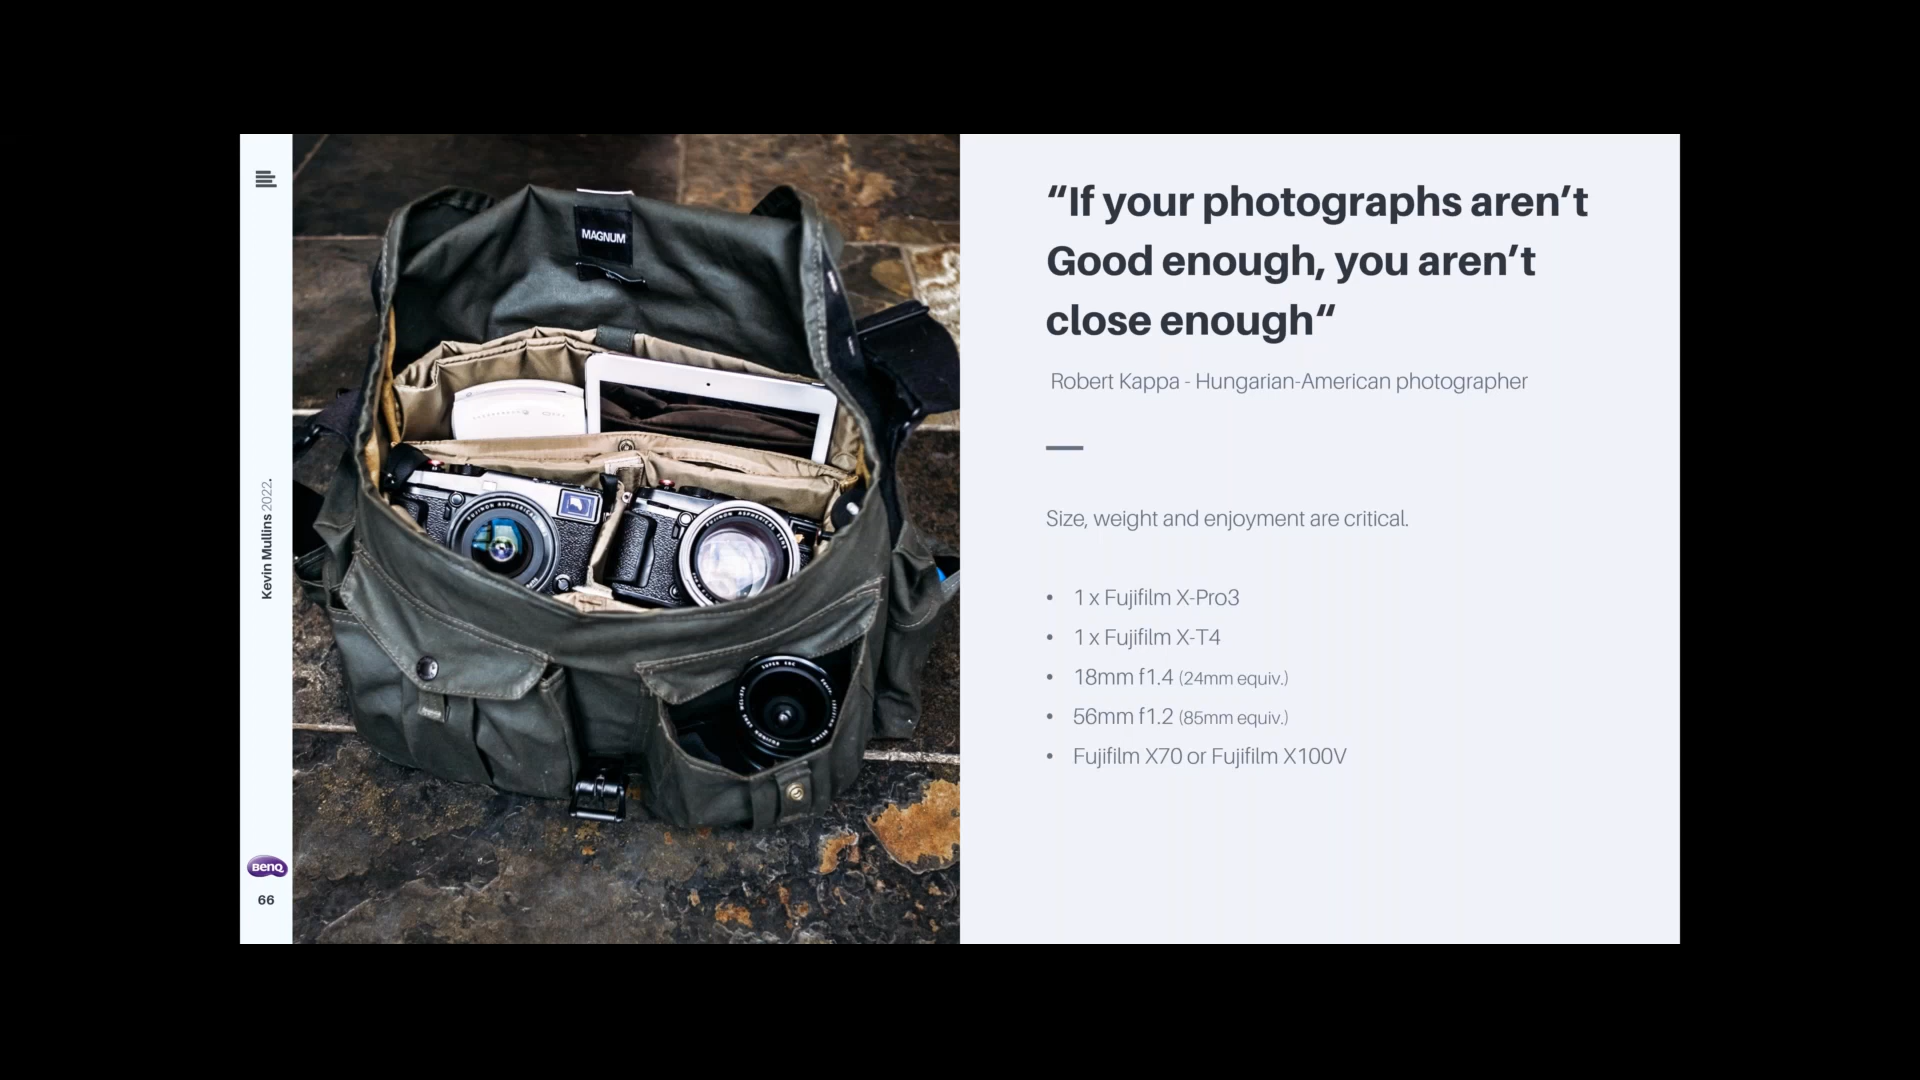 “If your photographs aren’t
Good enough, you aren’t
close enough“
Robert Kappa - Hungarian-American photographer
Size, weight and enjoyment are critical.
• 1 x Fujifilm X-Pro3
• 1 x Fujifilm X-T4
• 18mm f1.4 (24mm equiv.)
• 56mm f1.2 (85mm equiv.)
• Fujifilm X70 or Fujifilm X100V
MAGNUM
Kevin Mullins 2022.
BenQ
66